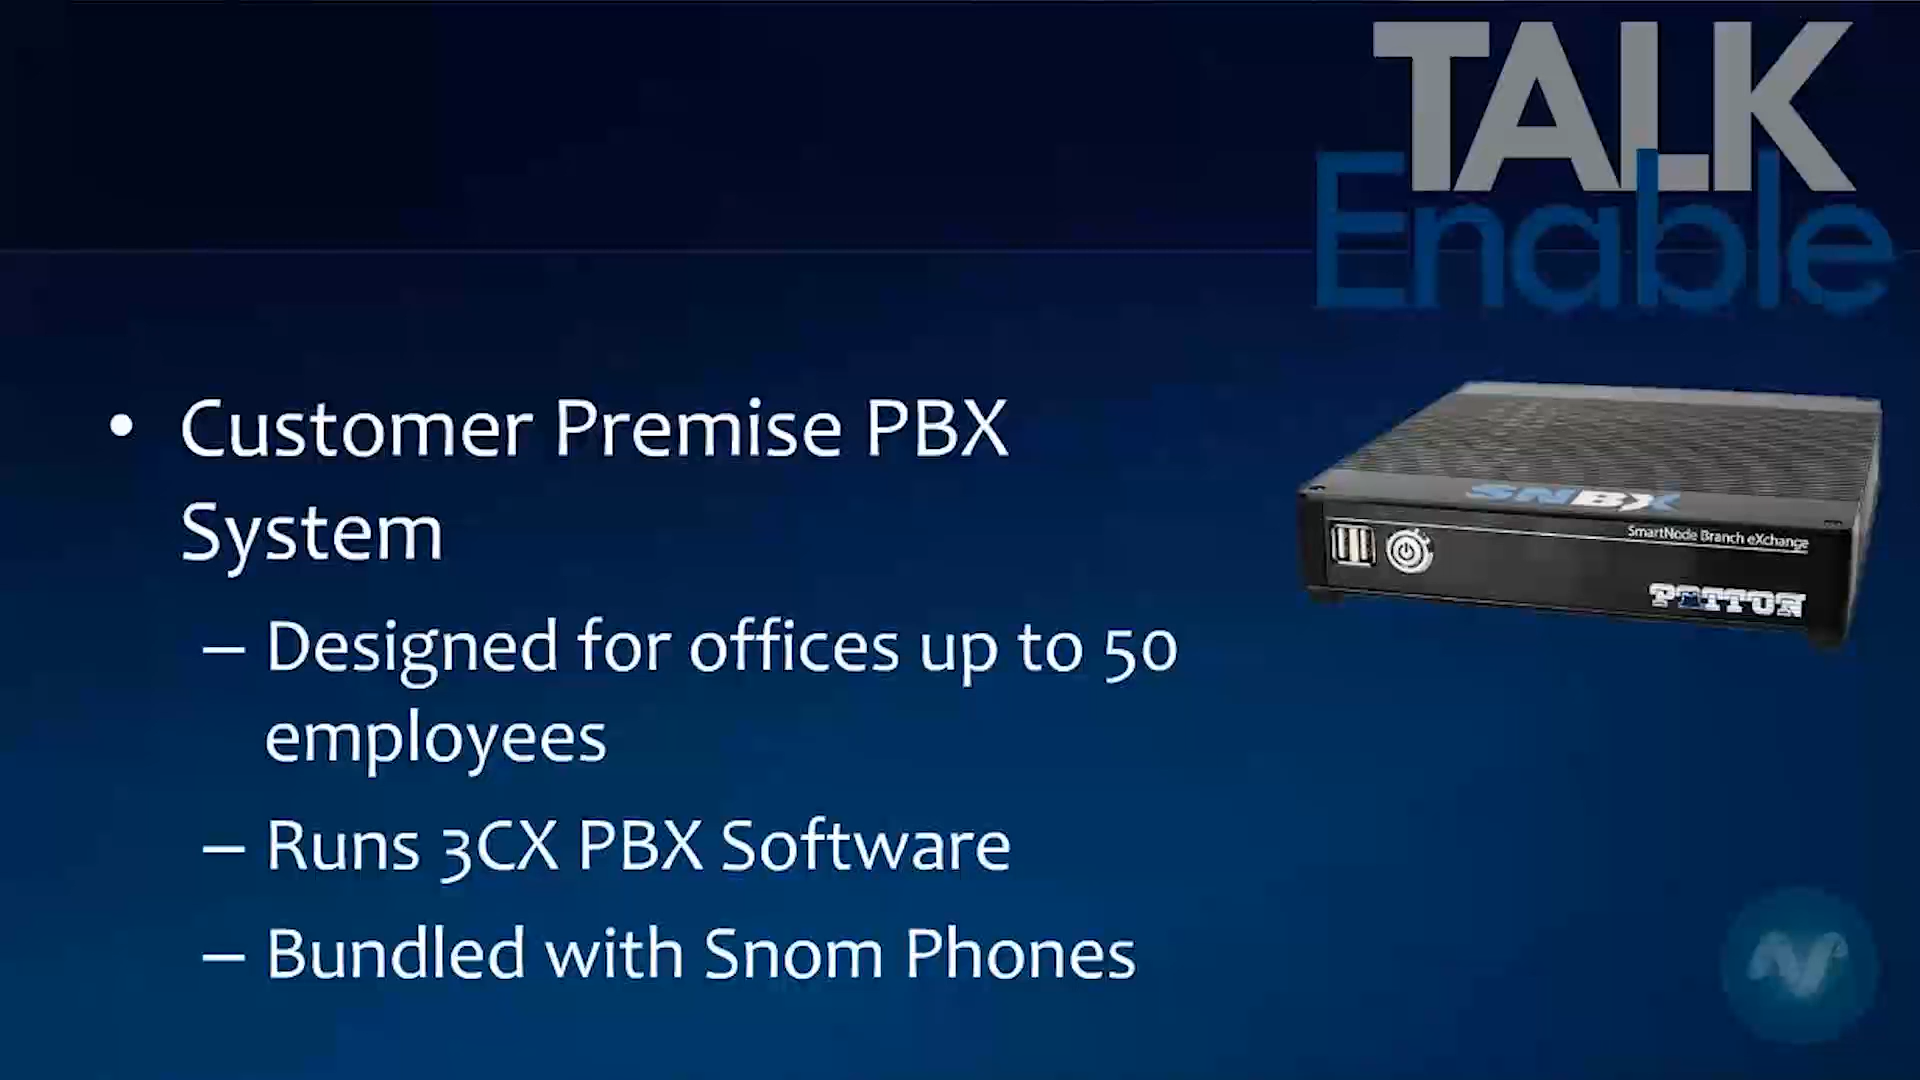 TALK
Enable
• Customer Premise PBX
System
– Designed for offices up to 50
employees
– Runs 3CX PBX Software
– Bundled with Snom Phones
SNBX
SmartNode Branch eXchange
PATTON